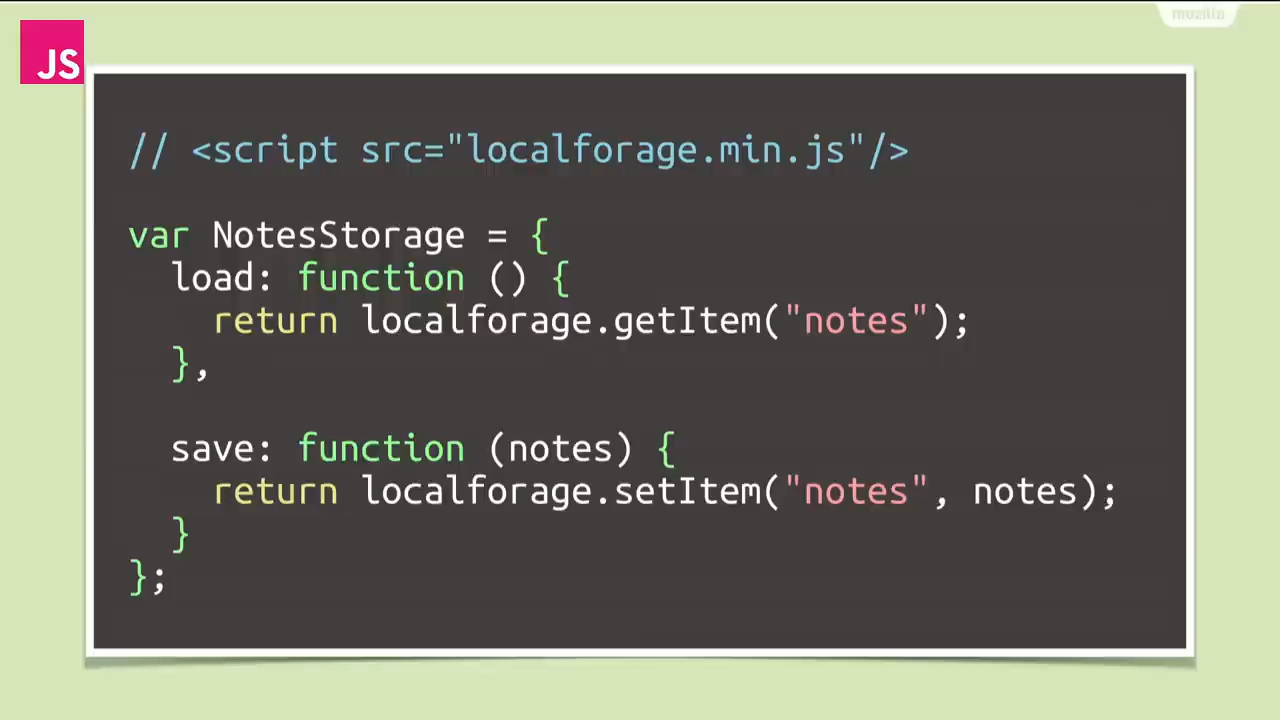 mozilla
JS
// <script src="localforage.min.js"/>
var NotesStorage = {
load: function () {
return localforage.getItem("notes");
},
save: function (notes) {
return localforage.setItem("notes", notes);
}
};